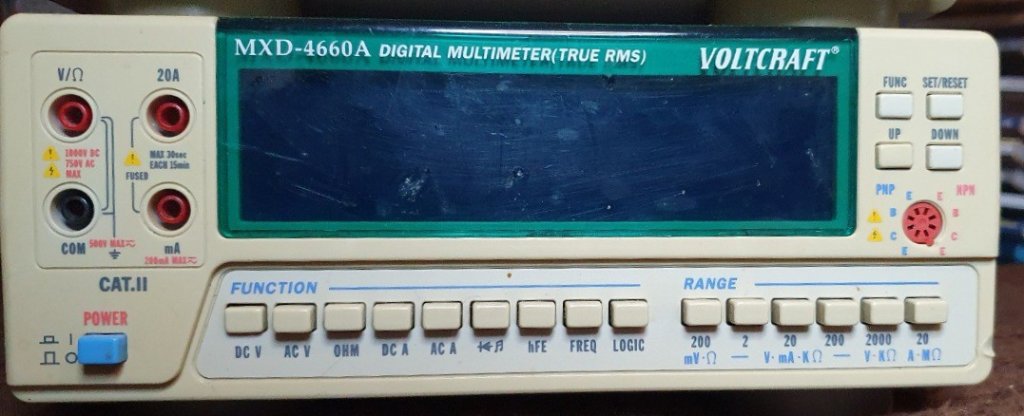 MXD-4660A DIGITAL MULTIMETER(TRUE RMS) VOLTCRAFT®
V/Ω 20A
1000V DC
750V AC
MAX
MAX 30sec
EACH 15min
FUSED
COM 500V MAX mA
200mA MAX
CAT.II
POWER
FUNC SET/RESET
UP DOWN
PNP NPN
E E
B B
C C
E E
FUNCTION
DC V AC V OHM DC A AC A hFE FREQ LOGIC
RANGE
200 2 20 200 2000 20
mV·Ω V·mA·KΩ V·KΩ A·MΩ